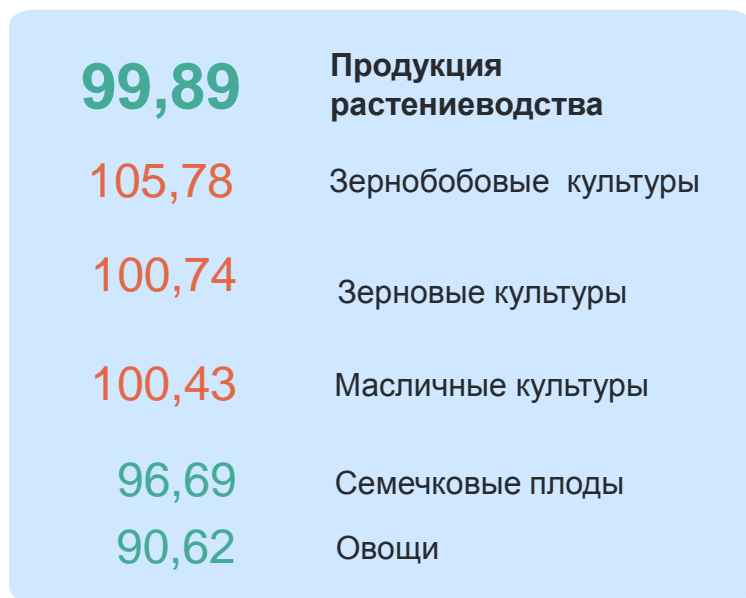 99,89 Продукция
растениеводства
105,78 Зернобобовые культуры
100,74 Зерновые культуры
100,43 Масличные культуры
96,69 Семечковые плоды
90,62 Овощи